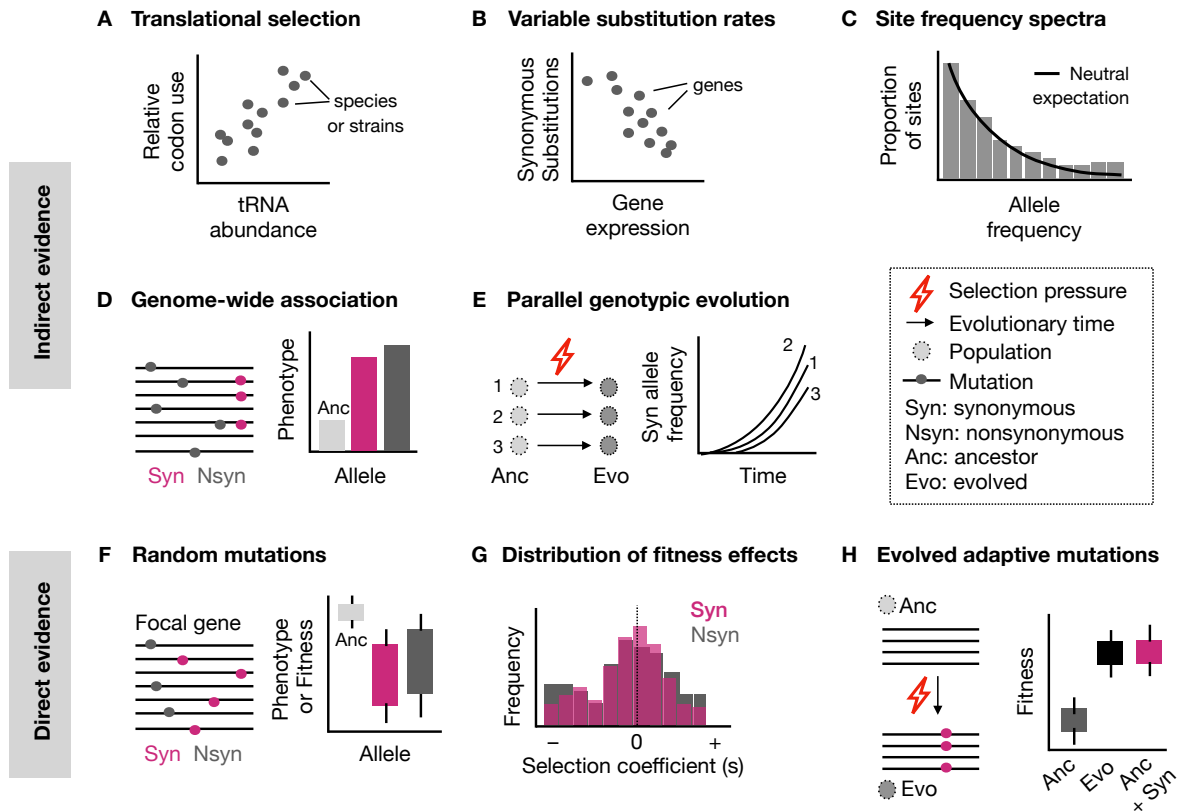 A Translational selection
Relative
codon use
species
or strains
tRNA
abundance
B Variable substitution rates
Synonymous
Substitutions
genes
Gene
expression
C Site frequency spectra
Proportion
of sites
Neutral
expectation
Allele
frequency
Indirect evidence
D Genome-wide association
Syn Nsyn
Phenotype
Anc
Allele
E Parallel genotypic evolution
1
2
3
Anc Evo
Syn allele
frequency
2
1
3
Time
Selection pressure
Evolutionary time
Population
Mutation
Syn: synonymous
Nsyn: nonsynonymous
Anc: ancestor
Evo: evolved
Direct evidence
F Random mutations
Focal gene
Syn Nsyn
Phenotype
or Fitness
Anc
Allele
G Distribution of fitness effects
Syn
Nsyn
Frequency
– 0 +
Selection coefficient (s)
H Evolved adaptive mutations
Anc
Evo
Fitness
Anc
Evo
Anc
+ Syn